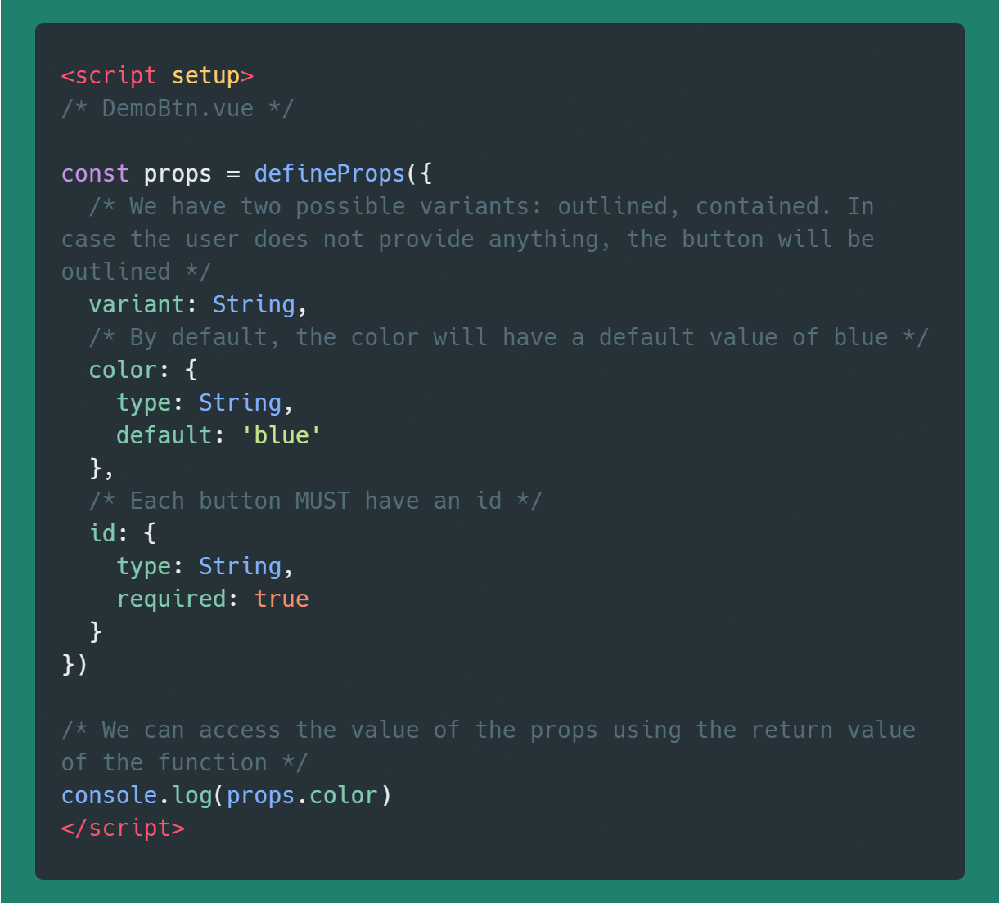 <script setup>
/* DemoBtn.vue */

const props = defineProps({
  /* We have two possible variants: outlined, contained. In
case the user does not provide anything, the button will be
outlined */
  variant: String,
  /* By default, the color will have a default value of blue */
  color: {
    type: String,
    default: 'blue'
  },
  /* Each button MUST have an id */
  id: {
    type: String,
    required: true
  }
})

/* We can access the value of the props using the return value
of the function */
console.log(props.color)
</script>